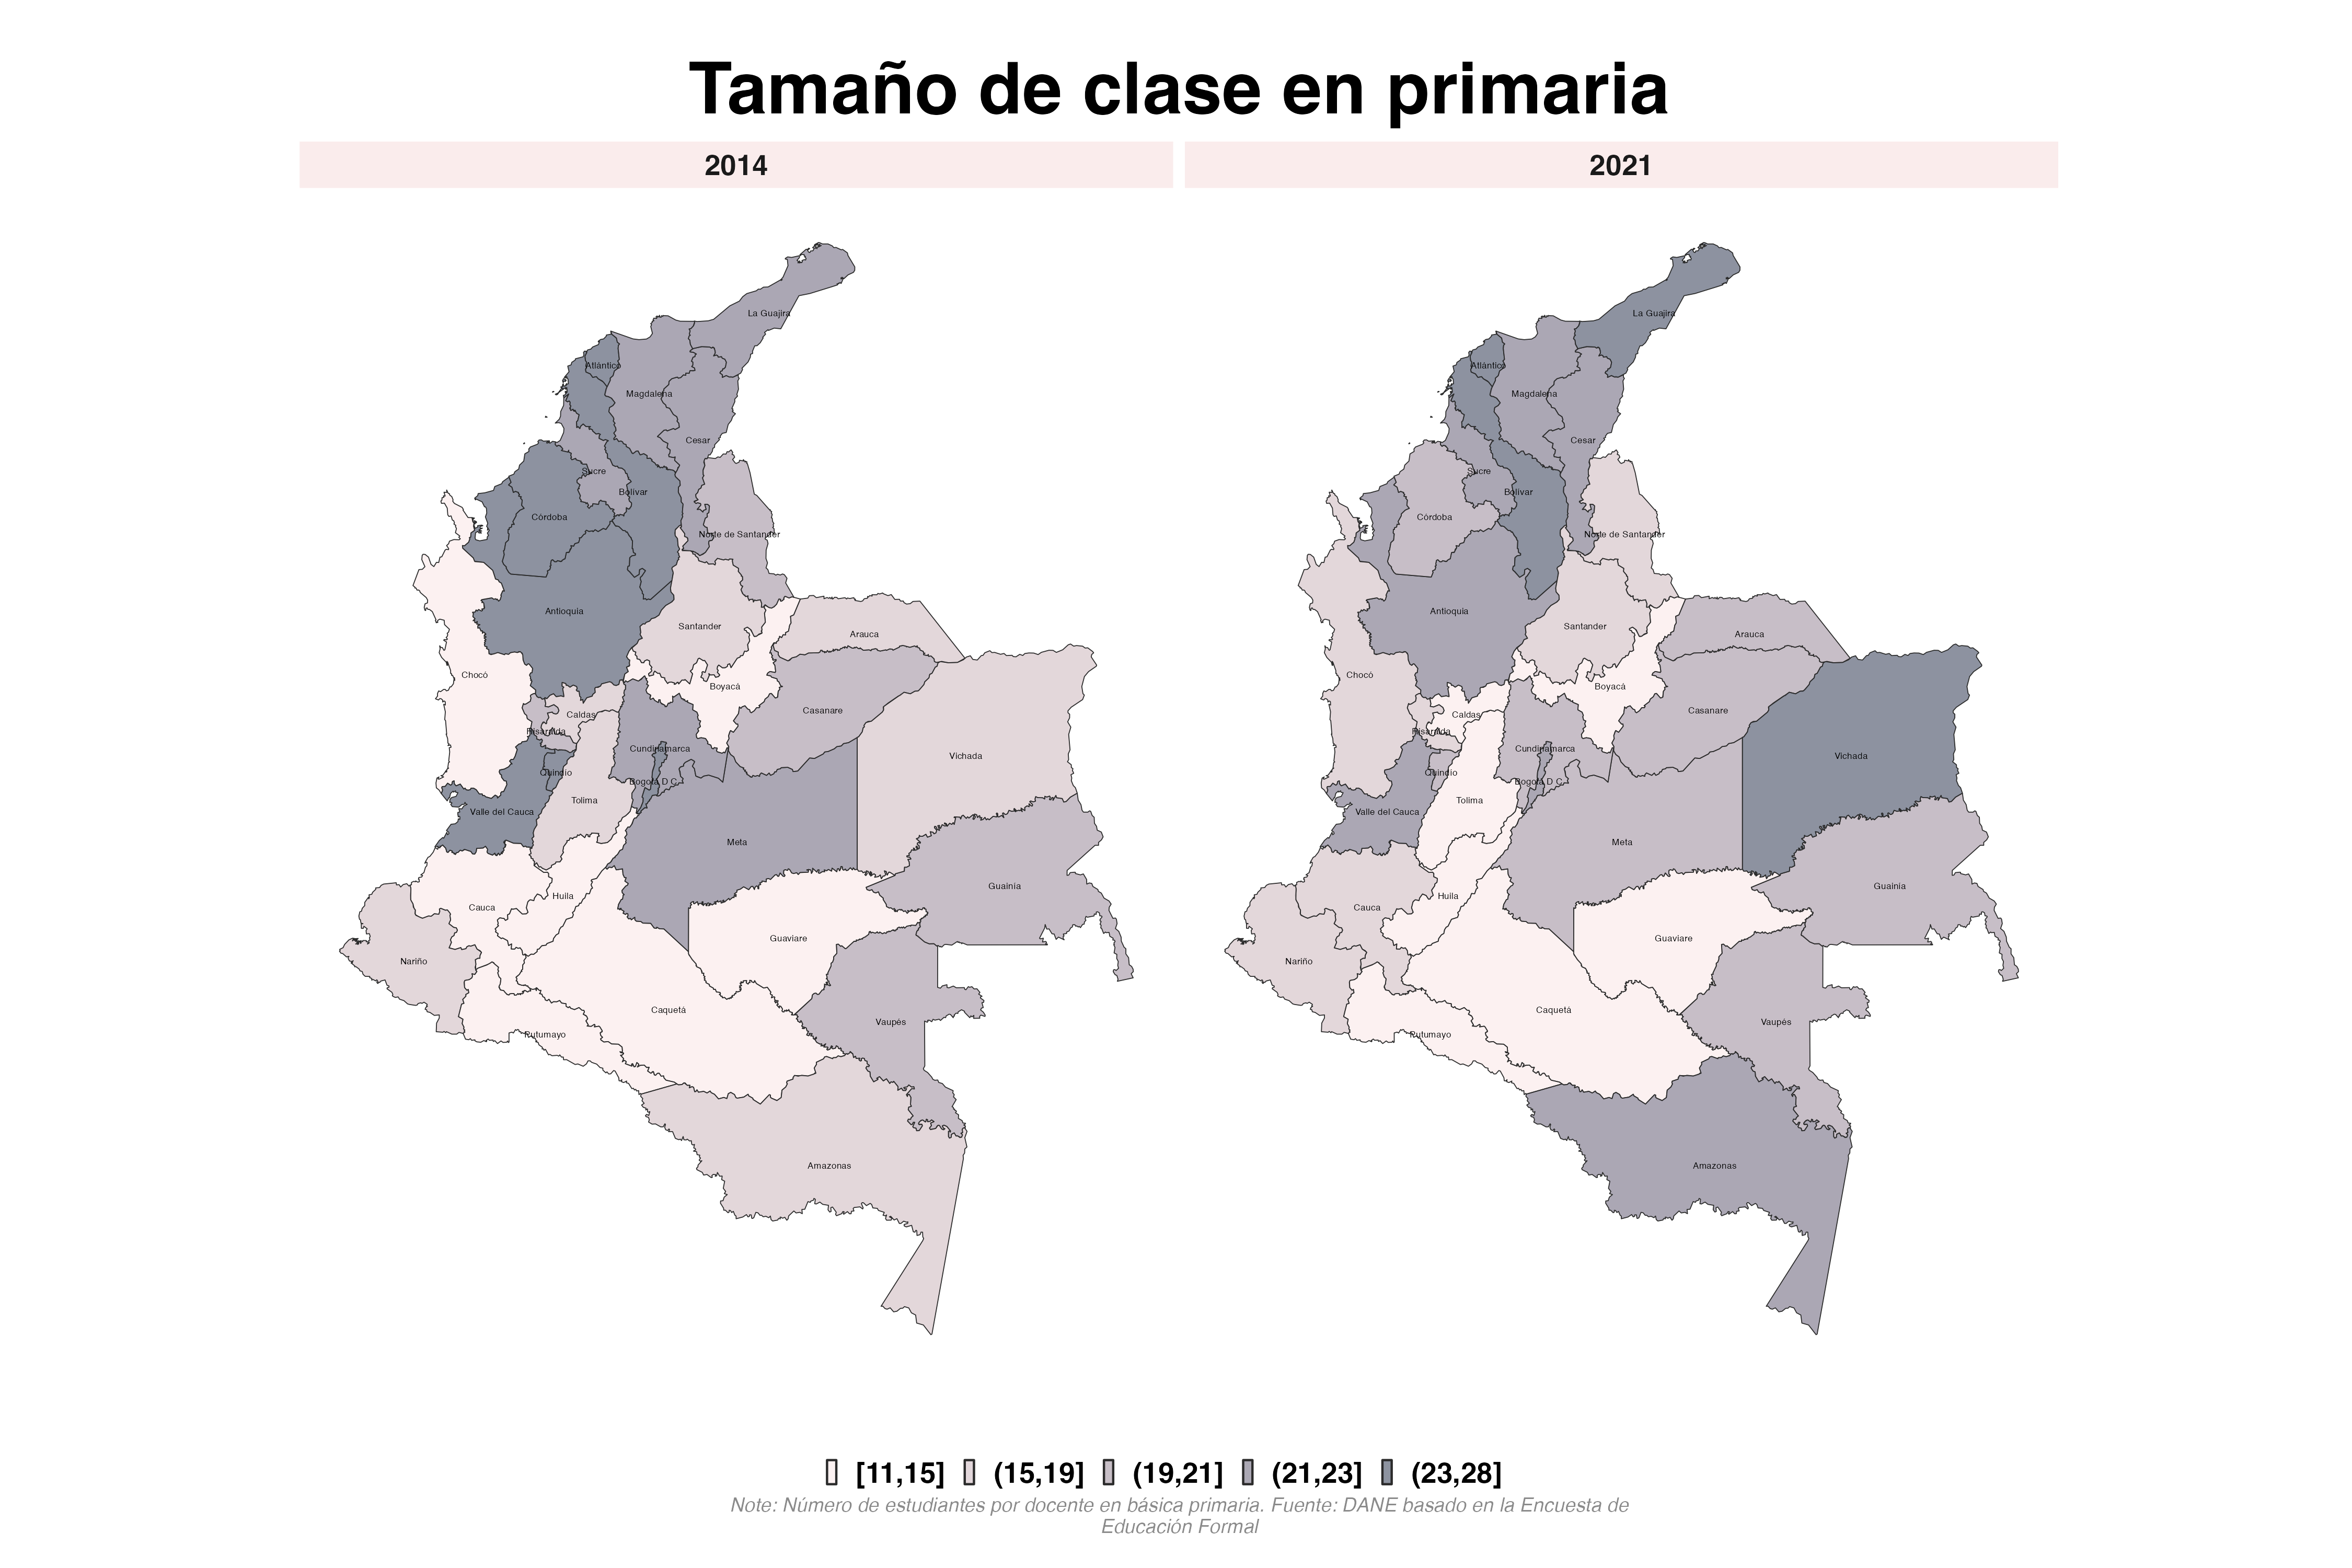 Tamaño de clase en primaria
2014
2021
La Guajira
Atlántico
Magdalena
Cesar
Sucre
Bolívar
Córdoba
Norte de Santander
Antioquia
Santander
Arauca
Chocó
Boyacá
Caldas
Casanare
Risaralda
Cundinamarca
Vichada
Quindio
Bogotá D.C.
Tolima
Valle del Cauca
Meta
Guainia
Huila
Cauca
Guaviare
Nariño
Caquetá
Vaupés
Putumayo
Amazonas
La Guajira
Atlántico
Magdalena
Cesar
Sucre
Bolívar
Córdoba
Norte de Santander
Antioquia
Santander
Arauca
Chocó
Boyacá
Caldas
Casanare
Risaralda
Cundinamarca
Vichada
Quindio
Bogotá D.C.
Tolima
Valle del Cauca
Meta
Guainia
Huila
Cauca
Guaviare
Nariño
Caquetá
Vaupés
Putumayo
Amazonas
[11,15] (15,19] (19,21] (21,23] (23,28]
Note: Número de estudiantes por docente en básica primaria. Fuente: DANE basado en la Encuesta de
Educación Formal